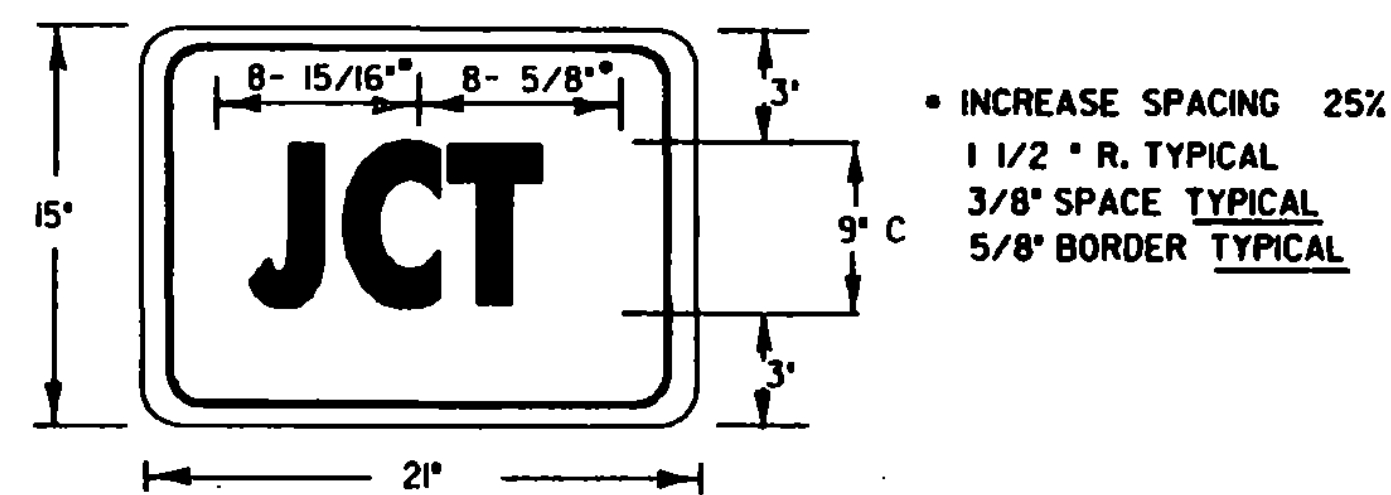 8- 15/16"• 8- 5/8"•
3"
• INCREASE SPACING 25%
1 1/2 " R. TYPICAL
JCT
15"
3/8" SPACE TYPICAL
9" C
5/8" BORDER TYPICAL
3"
21"